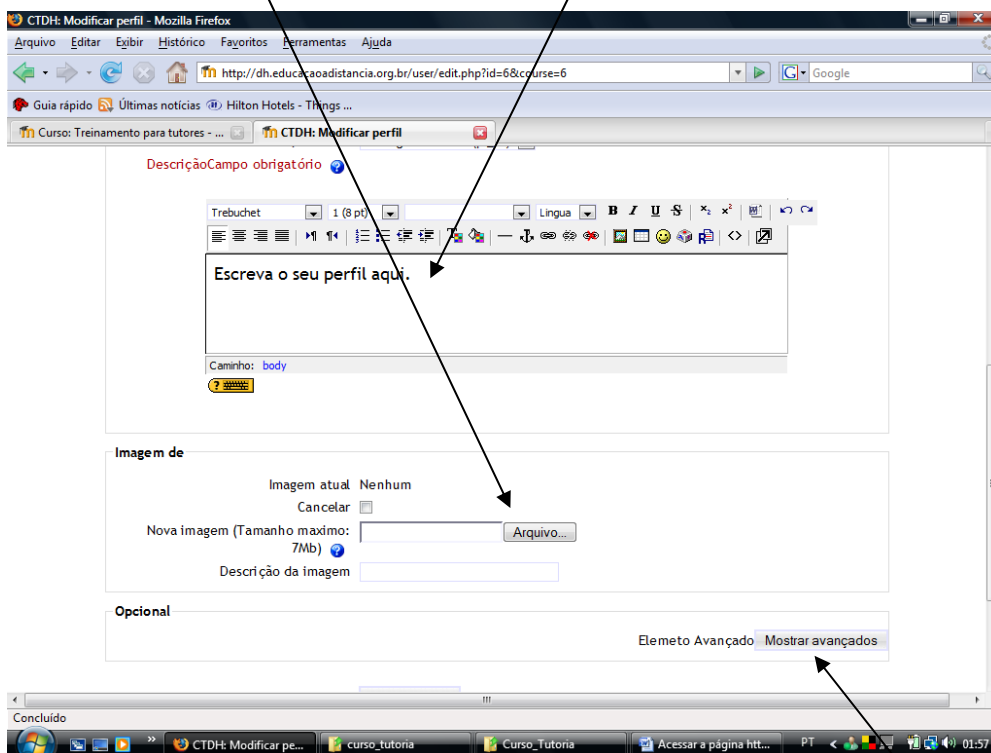 CTDH: Modificar perfil - Mozilla Firefox
Arquivo Editar Exibir Histórico Favoritos Ferramentas Ajuda
http://dh.educacaoadistancia.org.br/user/edit.php?id=6&course=6
G Google
Guia rápido Últimas notícias Hilton Hotels - Things ...
Curso: Treinamento para tutores - ... CTDH: Modificar perfil
DescriçãoCampo obrigatório
Trebuchet 1 (8 pt) Lingua B I U S x₂ x²
Escreva o seu perfil aqui.
Caminho: body
?
Imagem de
Imagem atual Nenhum
Cancelar
Nova imagem (Tamanho maximo: Arquivo...
7Mb)
Descrição da imagem
Opcional
Elemeto Avançado Mostrar avançados
Concluído
CTDH: Modificar pe... curso_tutoria Curso_Tutoria Acessar a página htt... PT 01:57